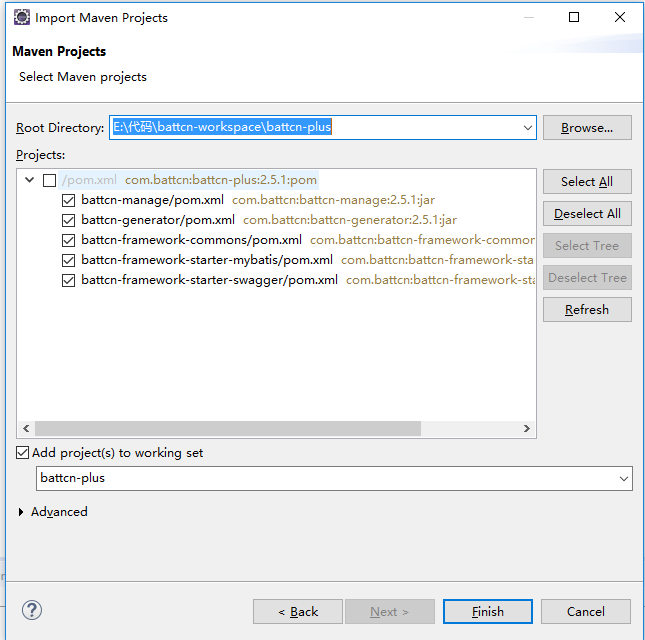 Import Maven Projects
Maven Projects
Select Maven projects
Root Directory: E:\代码\battcn-workspace\battcn-plus Browse...
Projects:
/pom.xml com.battcn:battcn-plus:2.5.1:pom Select All
battcn-manage/pom.xml com.battcn:battcn-manage:2.5.1:jar
battcn-generator/pom.xml com.battcn:battcn-generator:2.5.1:jar Deselect All
battcn-framework-commons/pom.xml com.battcn:battcn-framework-common Select Tree
battcn-framework-starter-mybatis/pom.xml com.battcn:battcn-framework-sta
battcn-framework-starter-swagger/pom.xml com.battcn:battcn-framework-sta Deselect Tree
Refresh
Add project(s) to working set
battcn-plus
Advanced
? < Back Next > Finish Cancel